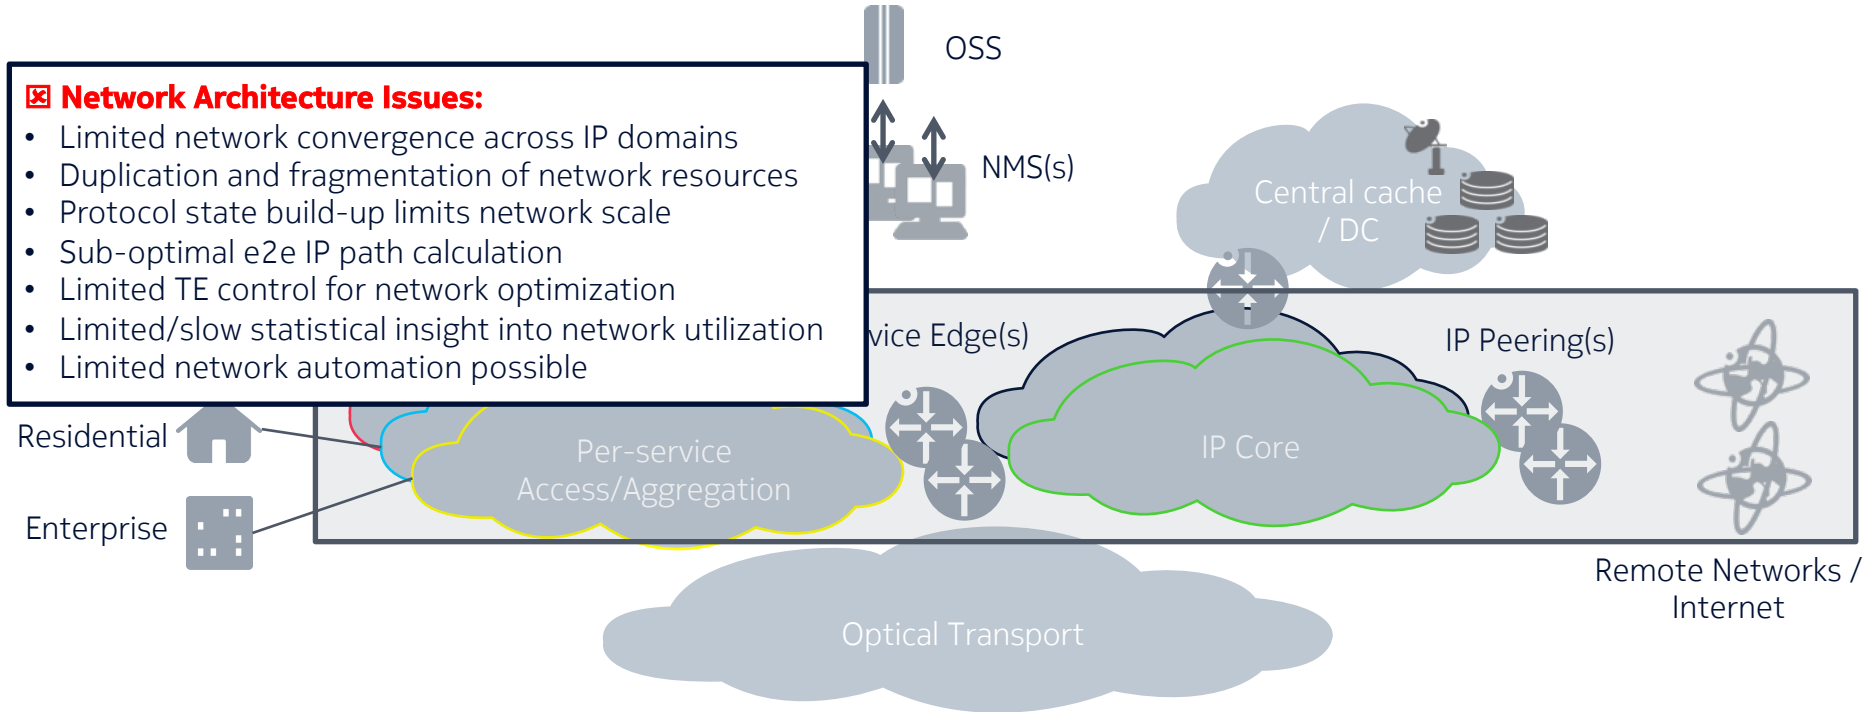 OSS
☒ Network Architecture Issues:
• Limited network convergence across IP domains
• Duplication and fragmentation of network resources
• Protocol state build-up limits network scale
• Sub-optimal e2e IP path calculation
• Limited TE control for network optimization
• Limited/slow statistical insight into network utilization
• Limited network automation possible
NMS(s)
Central cache
/ DC
vice Edge(s)
IP Peering(s)
Residential
Per-service
Access/Aggregation
IP Core
Enterprise
Remote Networks /
Internet
Optical Transport